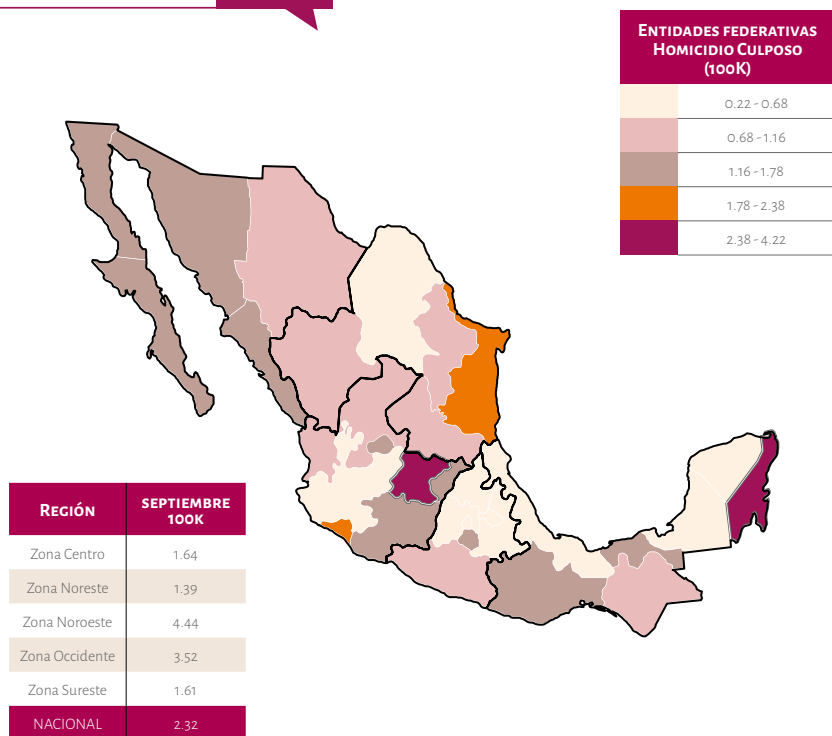 Entidades federativas
Homicidio Culposo
(100K)
0.22 - 0.68
0.68 - 1.16
1.16 - 1.78
1.78 - 2.38
2.38 - 4.22
Región septiembre 100k
Zona Centro 1.64
Zona Noreste 1.39
Zona Noroeste 4.44
Zona Occidente 3.52
Zona Sureste 1.61
NACIONAL 2.32